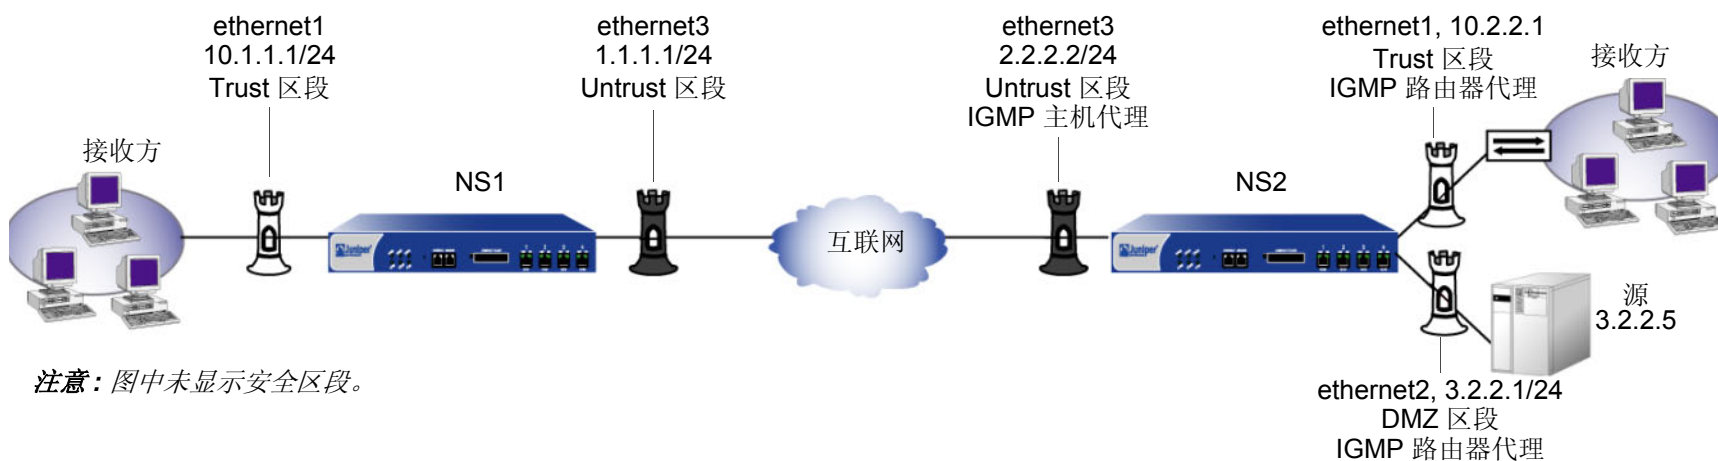 ethernet1
10.1.1.1/24
Trust 区段
ethernet3
1.1.1.1/24
Untrust 区段
ethernet3
2.2.2.2/24
Untrust 区段
IGMP 主机代理
ethernet1, 10.2.2.1
Trust 区段
IGMP 路由器代理
接收方
接收方
NS1
NS2
Juniper
Juniper
互联网
源
3.2.2.5
注意：图中未显示安全区段。
ethernet2, 3.2.2.1/24
DMZ 区段
IGMP 路由器代理